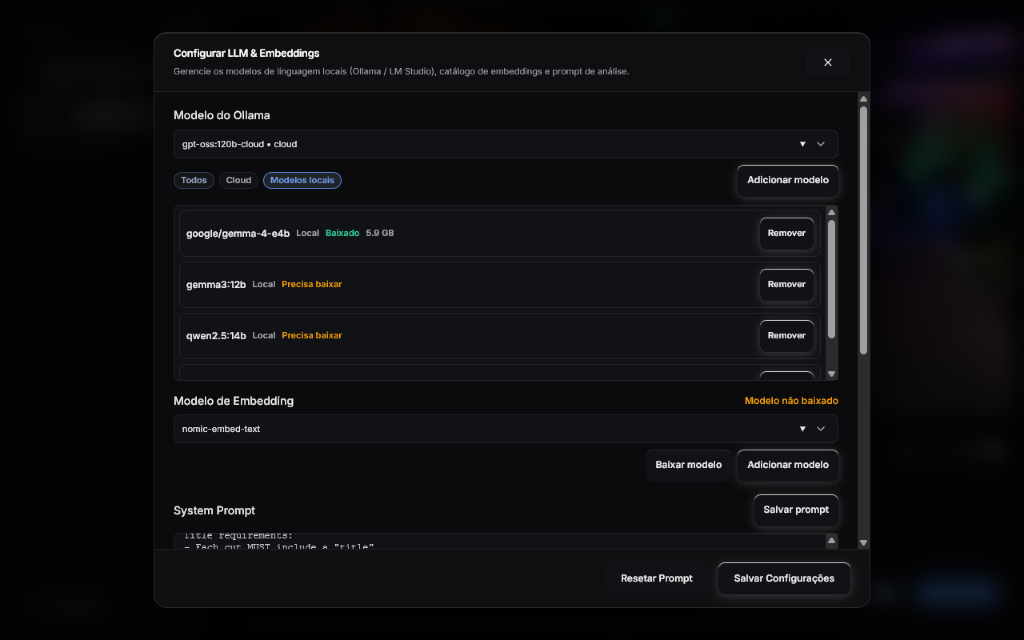 Configurar LLM & Embeddings
Gerencie os modelos de linguagem locais (Ollama / LM Studio), catálogo de embeddings e prompt de análise.
Modelo do Ollama
gpt-oss:120b-cloud • cloud
Todos Cloud Modelos locais Adicionar modelo
google/gemma-4-e4b Local Baixado 5.9 GB Remover
gemma3:12b Local Precisa baixar Remover
qwen2.5:14b Local Precisa baixar Remover
Modelo de Embedding Modelo não baixado
nomic-embed-text
Baixar modelo Adicionar modelo
System Prompt Salvar prompt
Title requirements:
- Each cut MUST include a "title"
Resetar Prompt Salvar Configurações